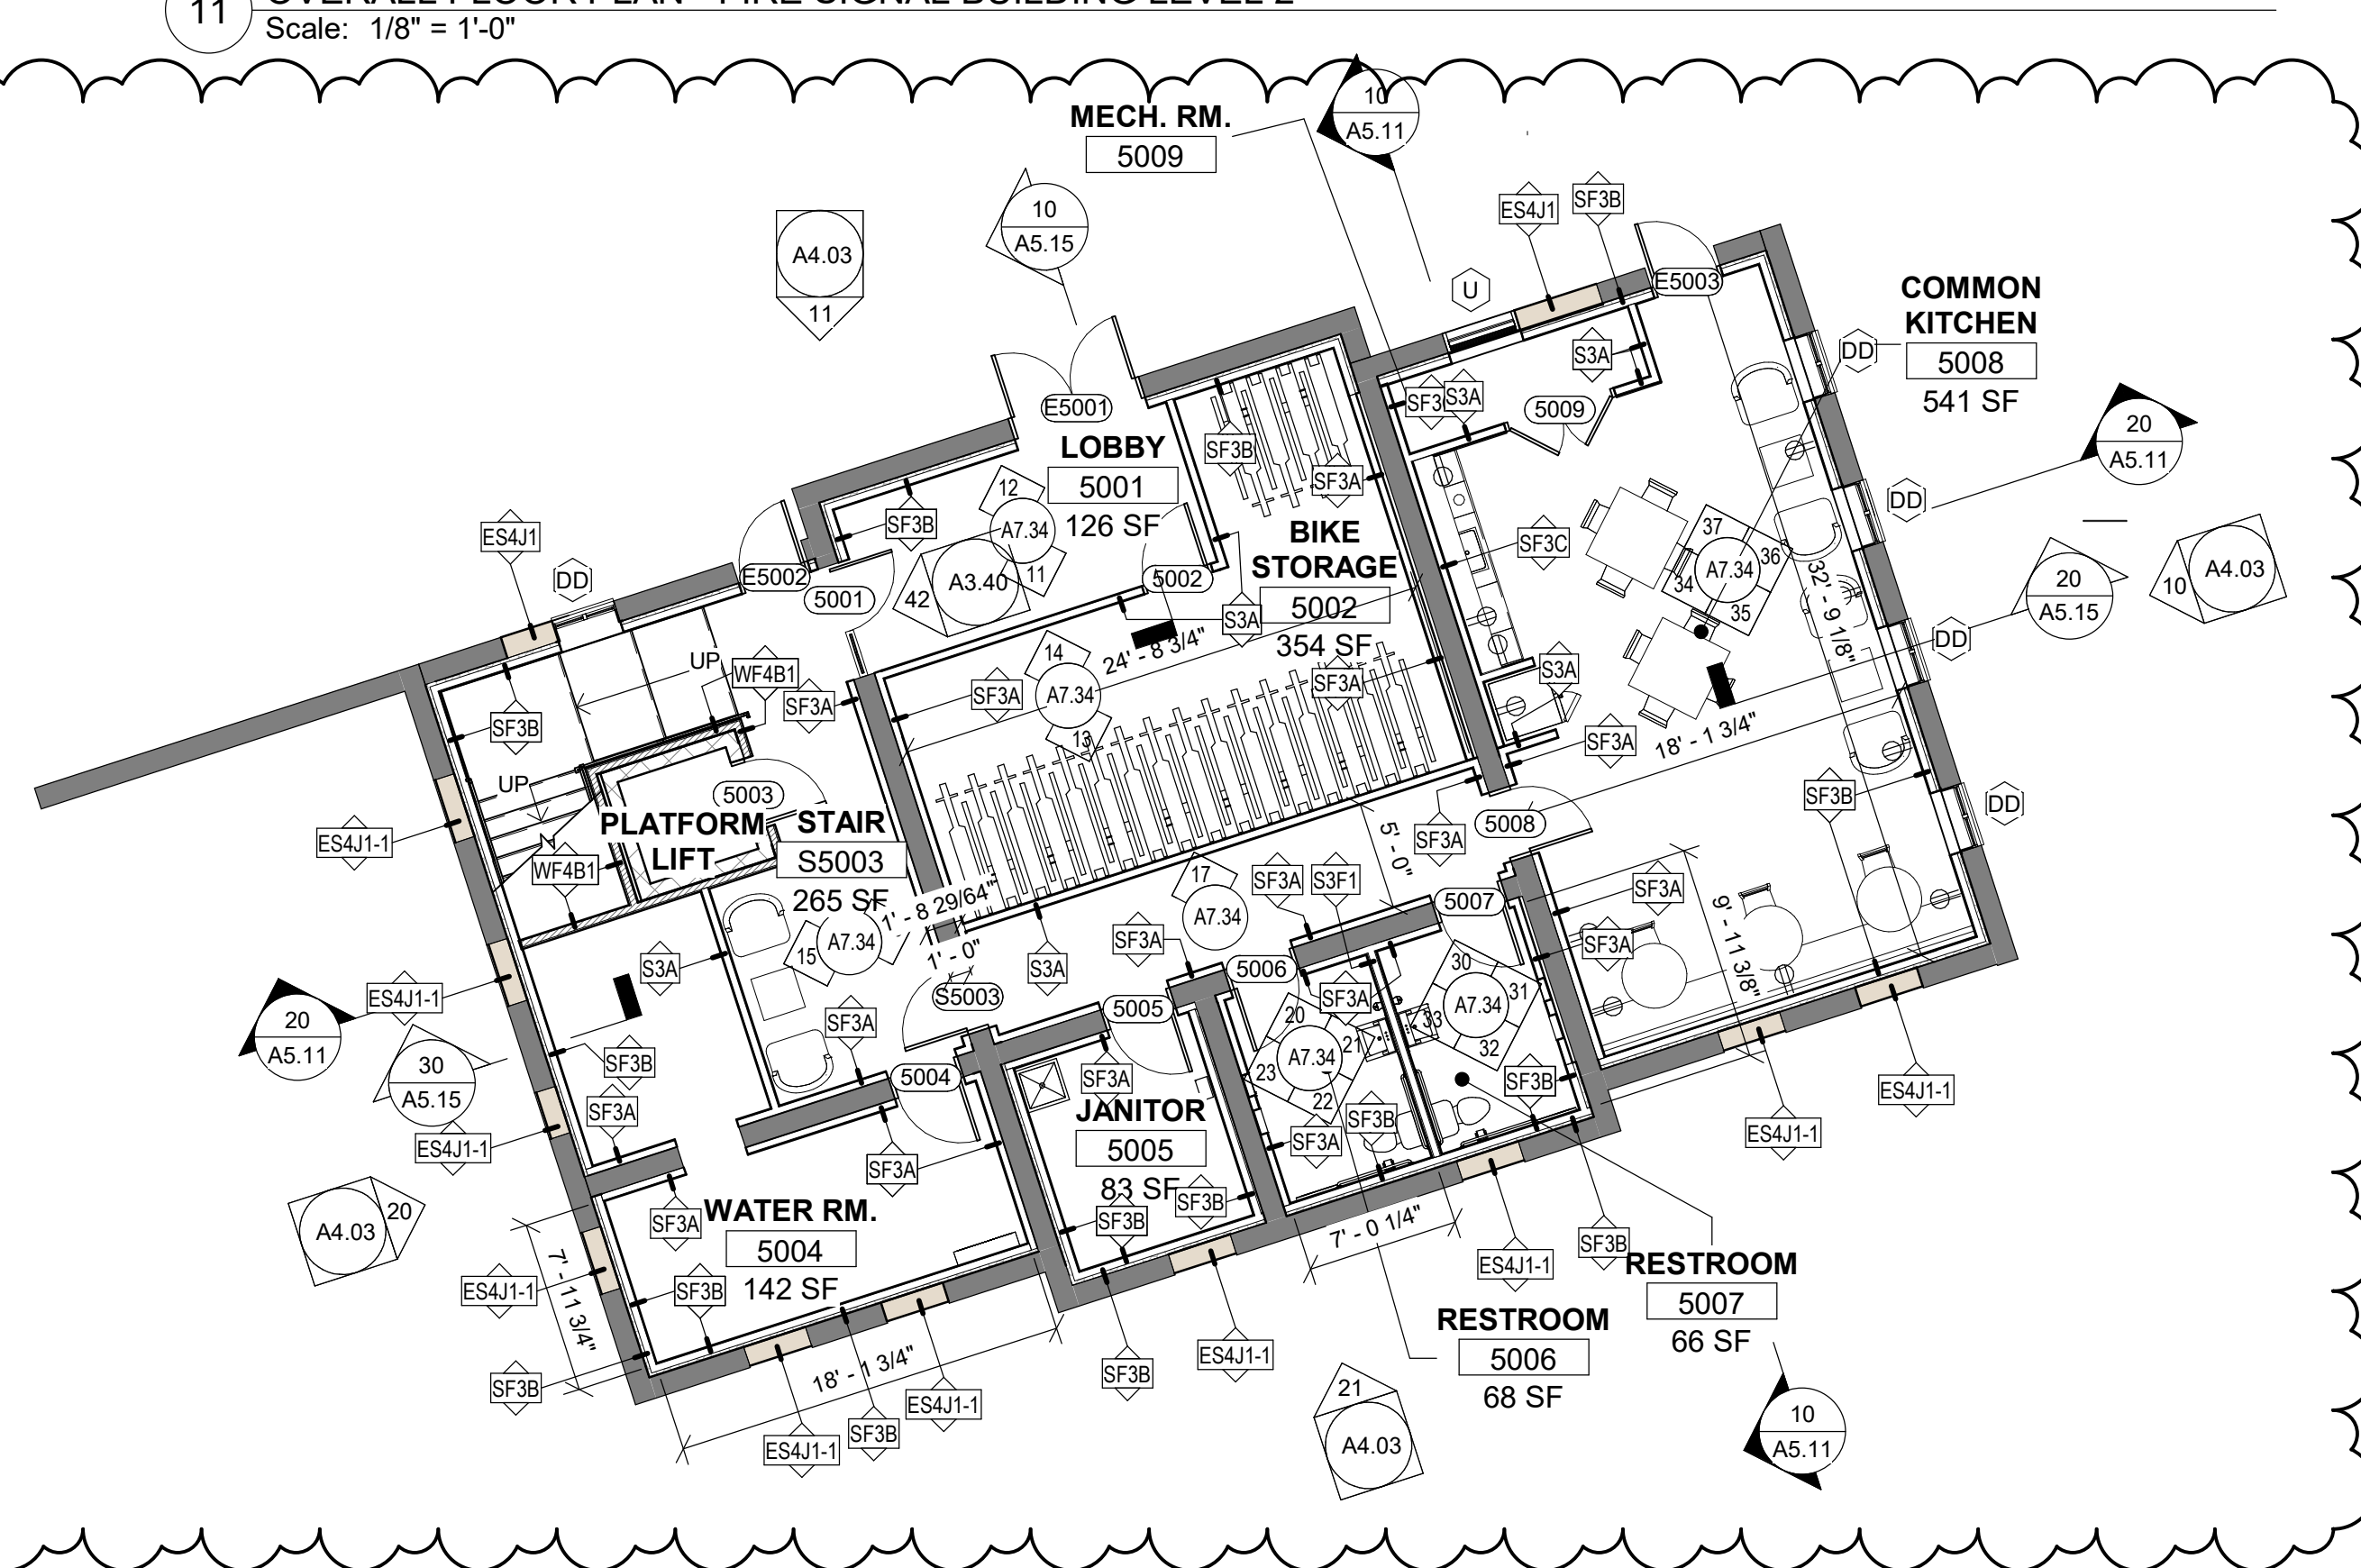 11
OVERALL FLOOR PLAN - FIRE SIGNAL BUILDING LEVEL 2
Scale: 1/8" = 1'-0"
MECH. RM.
5009
10
A5.11
10
A5.15
A4.03
11
ES4J1
SF3B
U
E5003
COMMON
KITCHEN
5008
541 SF
DD
S3A
S3A
5009
E5001
LOBBY
5001
126 SF
SF3B
SF3A
BIKE
STORAGE
5002
354 SF
20
A5.11
DD
12
A7.34
11
SF3B
A3.40
42
5002
E5002
5001
ES4J1
DD
SF3C
37
36
A7.34
34
35
32' - 9 1/8"
20
A5.15
10
A4.03
DD
S3A
24' - 8 3/4"
14
A7.34
13
SF3A
SF3A
S3A
SF3A
18' - 1 3/4"
UP
WF4B1
SF3A
SF3B
UP
5003
PLATFORM
LIFT
WF4B1
STAIR
S5003
265 SF
ES4J1-1
5008
SF3A
5' - 0"
SF3B
DD
17
A7.34
SF3A
S3F1
5007
SF3A
SF3A
9' - 11 3/8"
1' - 8 29/64"
1' - 0"
15
A7.34
S3A
SF3A
S3A
5006
S5003
5005
SF3A
30
31
A7.34
33
32
20
21
A7.34
23
22
ES4J1-1
20
A5.11
30
A5.15
SF3B
SF3A
SF3A
5004
SF3A
JANITOR
5005
83 SF
SF3B
SF3B
SF3B
SF3A
SF3B
ES4J1-1
ES4J1-1
ES4J1-1
SF3A
SF3A
WATER RM.
5004
142 SF
SF3B
A4.03
20
ES4J1-1
7' - 11 3/4"
SF3B
18' - 1 3/4"
ES4J1-1
SF3B
ES4J1-1
SF3B
ES4J1-1
7' - 0 1/4"
ES4J1-1
SF3B
RESTROOM
5007
66 SF
RESTROOM
5006
68 SF
21
A4.03
10
A5.11